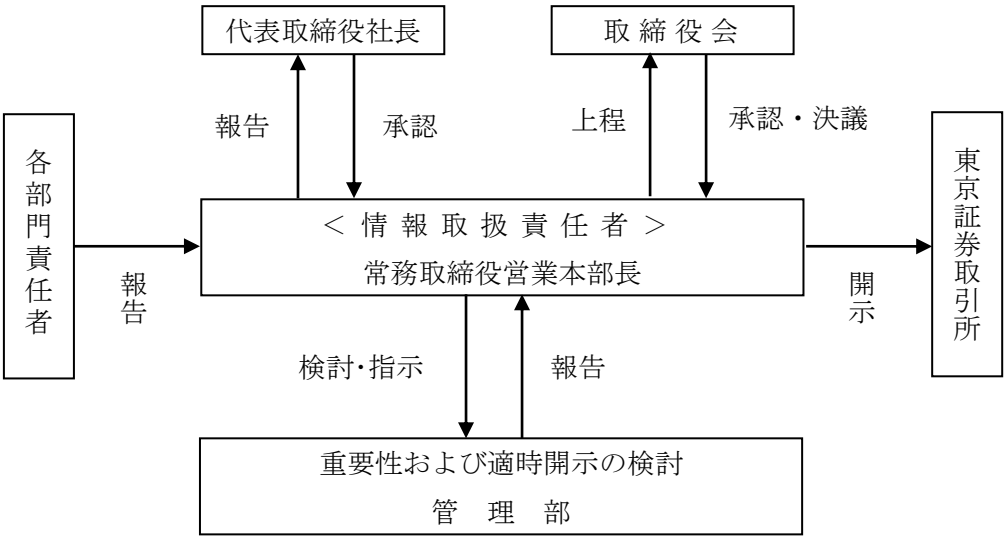 代表取締役社長
取締役会
報告
承認
上程
承認・決議
各部門責任者
報告
＜情報取扱責任者＞
常務取締役営業本部長
開示
東京証券取引所
検討・指示
報告
重要性および適時開示の検討
管理部